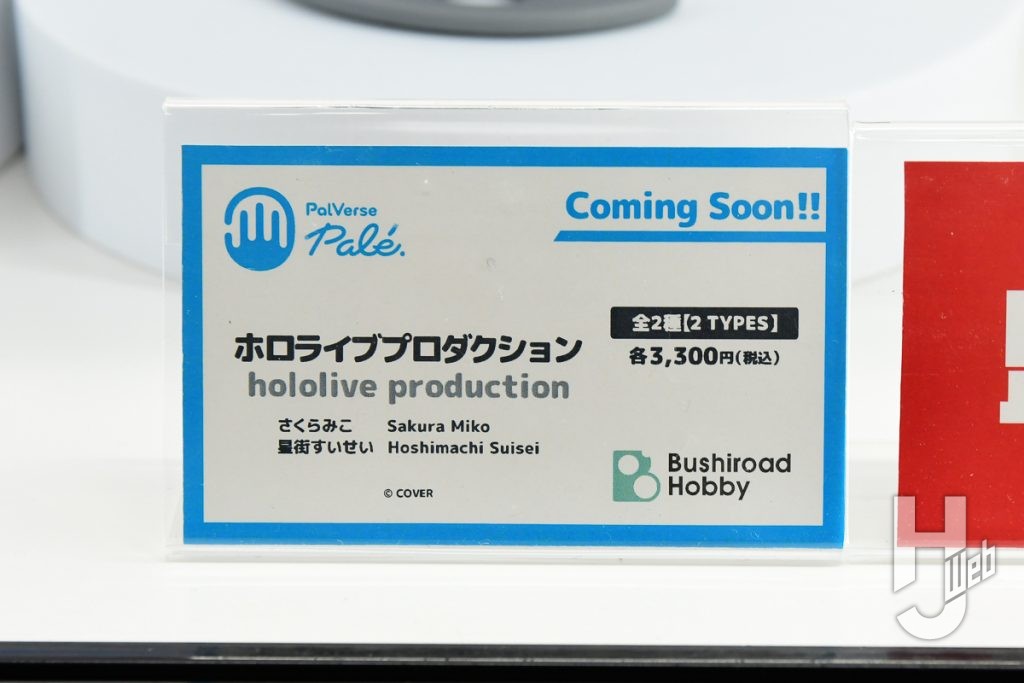 PalVerse
Palé.
Coming Soon!!
ホロライブプロダクション
hololive production
全2種【2 TYPES】
各3,300円(税込)
さくらみこ Sakura Miko
星街すいせい Hoshimachi Suisei
© COVER
Bushiroad
Hobby
HJ Web